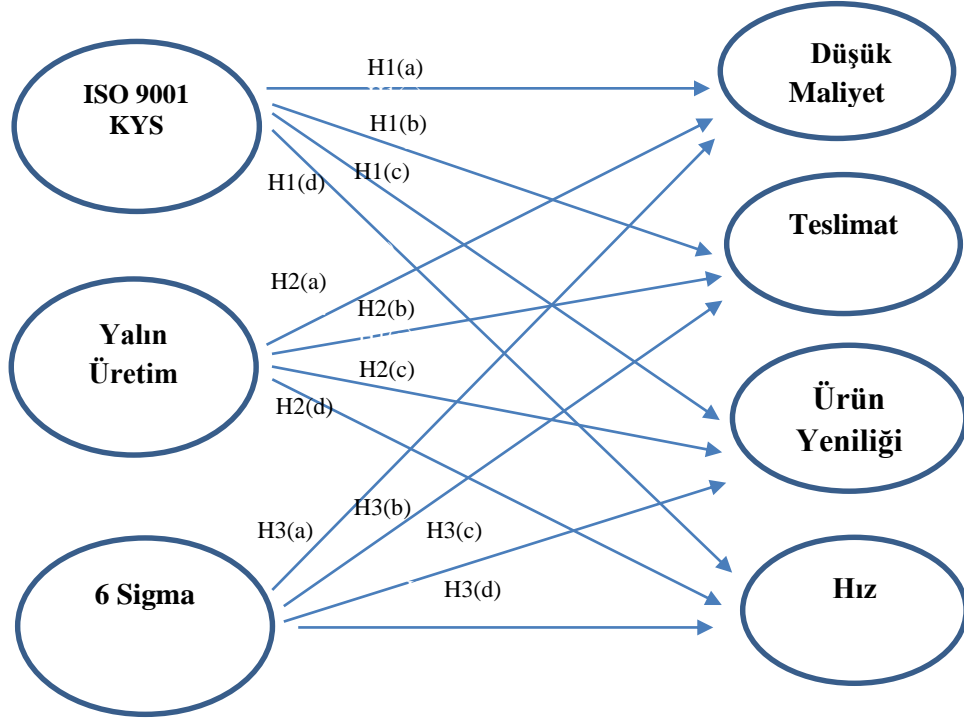 ISO 9001
KYS
Yalın
Üretim
6 Sigma
H1(a)
H1(b)
H1(c)
H1(d)
H2(a)
H2(b)
H2(c)
H2(d)
H3(a)
H3(b)
H3(c)
H3(d)
Düşük
Maliyet
Teslimat
Ürün
Yeniliği
Hız